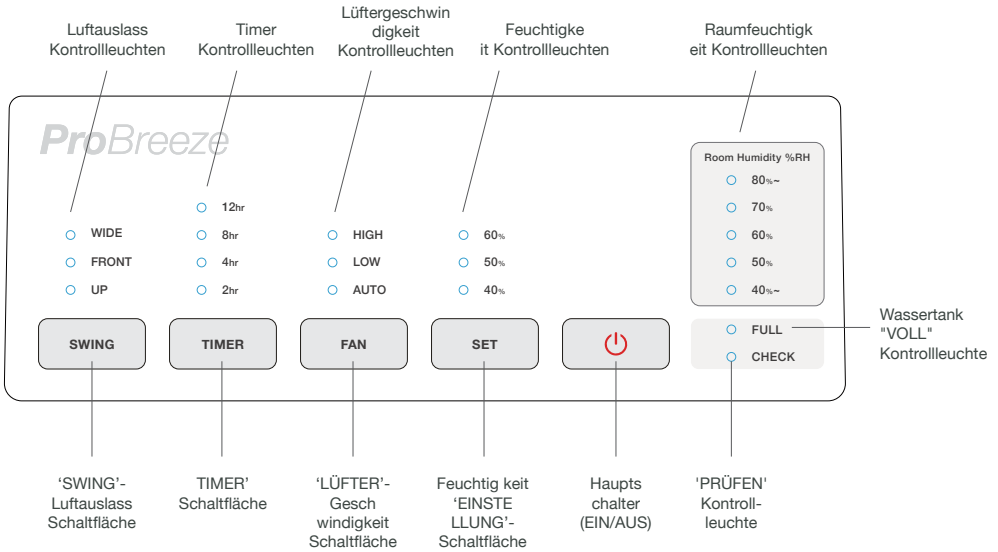 Luftauslass
Kontrollleuchten
Timer
Kontrollleuchten
Lüftergeschwin
digkeit
Kontrollleuchten
Feuchtigke
it Kontrollleuchten
Raumfeuchtigk
eit Kontrollleuchten
ProBreeze
WIDE
FRONT
UP
SWING
12hr
8hr
4hr
2hr
TIMER
HIGH
LOW
AUTO
FAN
60%
50%
40%
SET
Room Humidity %RH
80%~
70%
60%
50%
40%~
FULL
CHECK
Wassertank
"VOLL"
Kontrollleuchte
‘SWING’-
Luftauslass
Schaltfläche
TIMER’
Schaltfläche
‘LÜFTER’-
Gesch
windigkeit
Schaltfläche
Feuchtig keit
‘EINSTE
LLUNG’-
Schaltfläche
Haupts
chalter
(EIN/AUS)
'PRÜFEN'
Kontroll-
leuchte